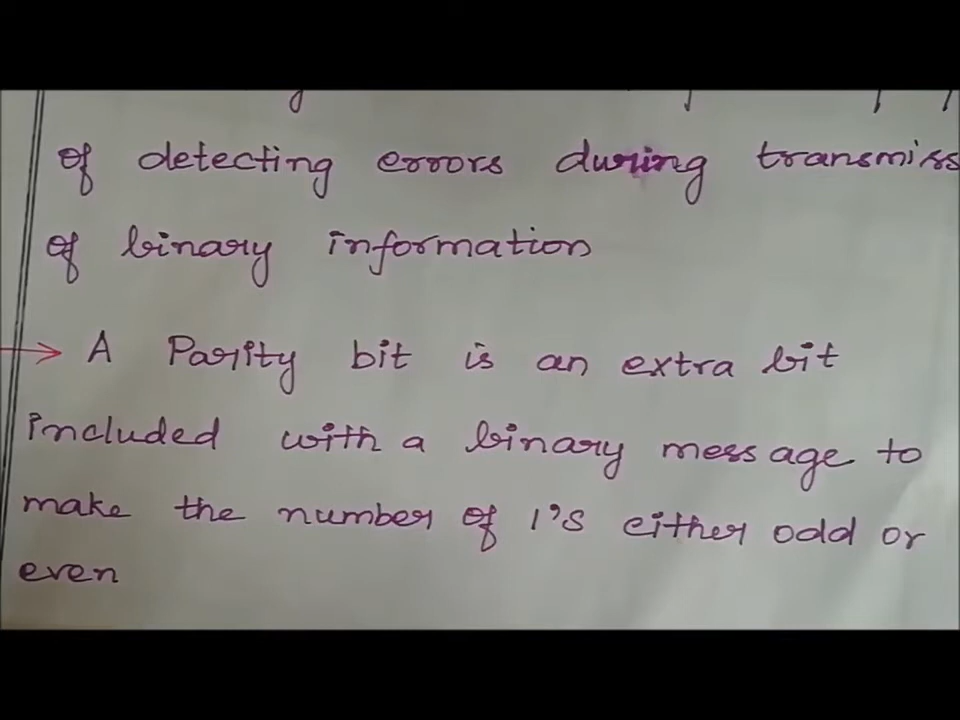 of detecting errors during transmiss
of binary information
A Parity bit is an extra bit
included with a binary message to
make the number of 1's either odd or
even